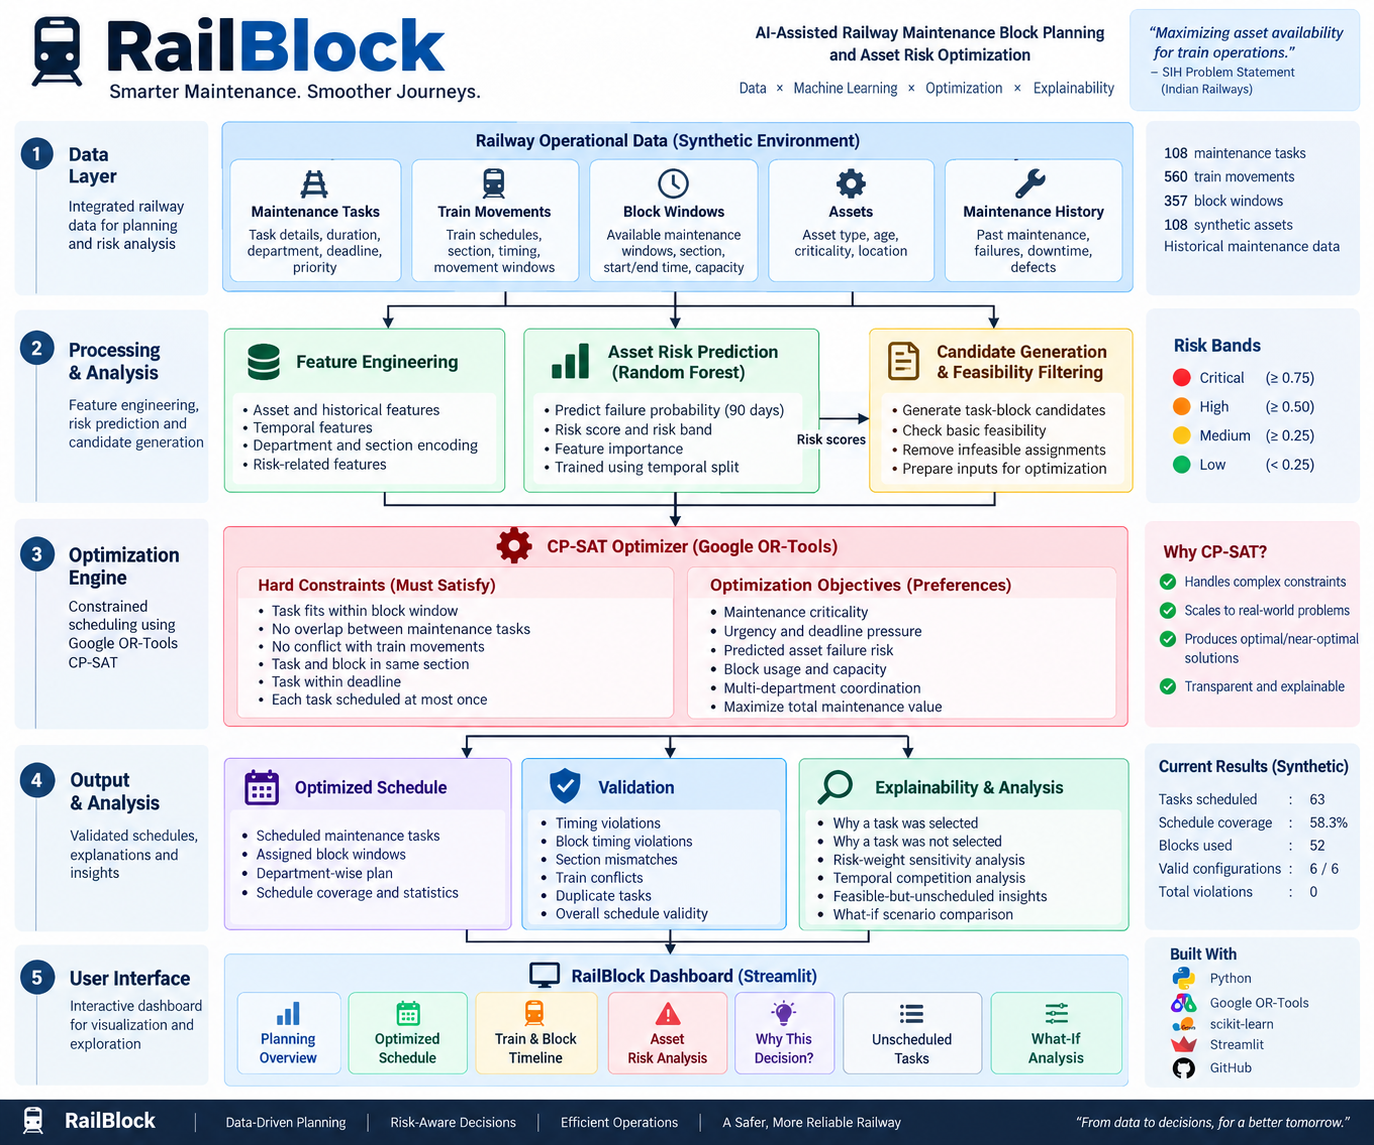 RailBlock
Smarter Maintenance. Smoother Journeys.
AI-Assisted Railway Maintenance Block Planning
and Asset Risk Optimization
Data × Machine Learning × Optimization × Explainability
“Maximizing asset availability
for train operations.”
– SIH Problem Statement
(Indian Railways)
1
Data
Layer
Integrated railway
data for planning
and risk analysis
Railway Operational Data (Synthetic Environment)
Maintenance Tasks
Task details, duration,
department, deadline,
priority
Train Movements
Train schedules,
section, timing,
movement windows
Block Windows
Available maintenance
windows, section,
start/end time, capacity
Assets
Asset type, age,
criticality, location
Maintenance History
Past maintenance,
failures, downtime,
defects
108 maintenance tasks
560 train movements
357 block windows
108 synthetic assets
Historical maintenance data
2
Processing
& Analysis
Feature engineering,
risk prediction and
candidate generation
Feature Engineering
• Asset and historical features
• Temporal features
• Department and section encoding
• Risk-related features
Asset Risk Prediction
(Random Forest)
• Predict failure probability (90 days)
• Risk score and risk band
• Feature importance
• Trained using temporal split
Risk scores
Candidate Generation
& Feasibility Filtering
• Generate task-block candidates
• Check basic feasibility
• Remove infeasible assignments
• Prepare inputs for optimization
Risk Bands
Critical (≥ 0.75)
High (≥ 0.50)
Medium (≥ 0.25)
Low (< 0.25)
3
Optimization
Engine
Constrained
scheduling using
Google OR-Tools
CP-SAT
CP-SAT Optimizer (Google OR-Tools)
Hard Constraints (Must Satisfy)
• Task fits within block window
• No overlap between maintenance tasks
• No conflict with train movements
• Task and block in same section
• Task within deadline
• Each task scheduled at most once
Optimization Objectives (Preferences)
• Maintenance criticality
• Urgency and deadline pressure
• Predicted asset failure risk
• Block usage and capacity
• Multi-department coordination
• Maximize total maintenance value
Why CP-SAT?
Handles complex constraints
Scales to real-world problems
Produces optimal/near-optimal
solutions
Transparent and explainable
4
Output
& Analysis
Validated schedules,
explanations and
insights
Optimized Schedule
• Scheduled maintenance tasks
• Assigned block windows
• Department-wise plan
• Schedule coverage and statistics
Validation
• Timing violations
• Block timing violations
• Section mismatches
• Train conflicts
• Duplicate tasks
• Overall schedule validity
Explainability & Analysis
• Why a task was selected
• Why a task was not selected
• Risk-weight sensitivity analysis
• Temporal competition analysis
• Feasible-but-unscheduled insights
• What-if scenario comparison
Current Results (Synthetic)
Tasks scheduled : 63
Schedule coverage : 58.3%
Blocks used : 52
Valid configurations : 6 / 6
Total violations : 0
5
User Interface
Interactive dashboard
for visualization and
exploration
RailBlock Dashboard (Streamlit)
Planning
Overview
Optimized
Schedule
Train & Block
Timeline
Asset
Risk Analysis
Why This
Decision?
Unscheduled
Tasks
What-If
Analysis
Built With
Python
Google OR-Tools
scikit-learn
Streamlit
GitHub
RailBlock | Data-Driven Planning | Risk-Aware Decisions | Efficient Operations | A Safer, More Reliable Railway
“From data to decisions, for a better tomorrow.”